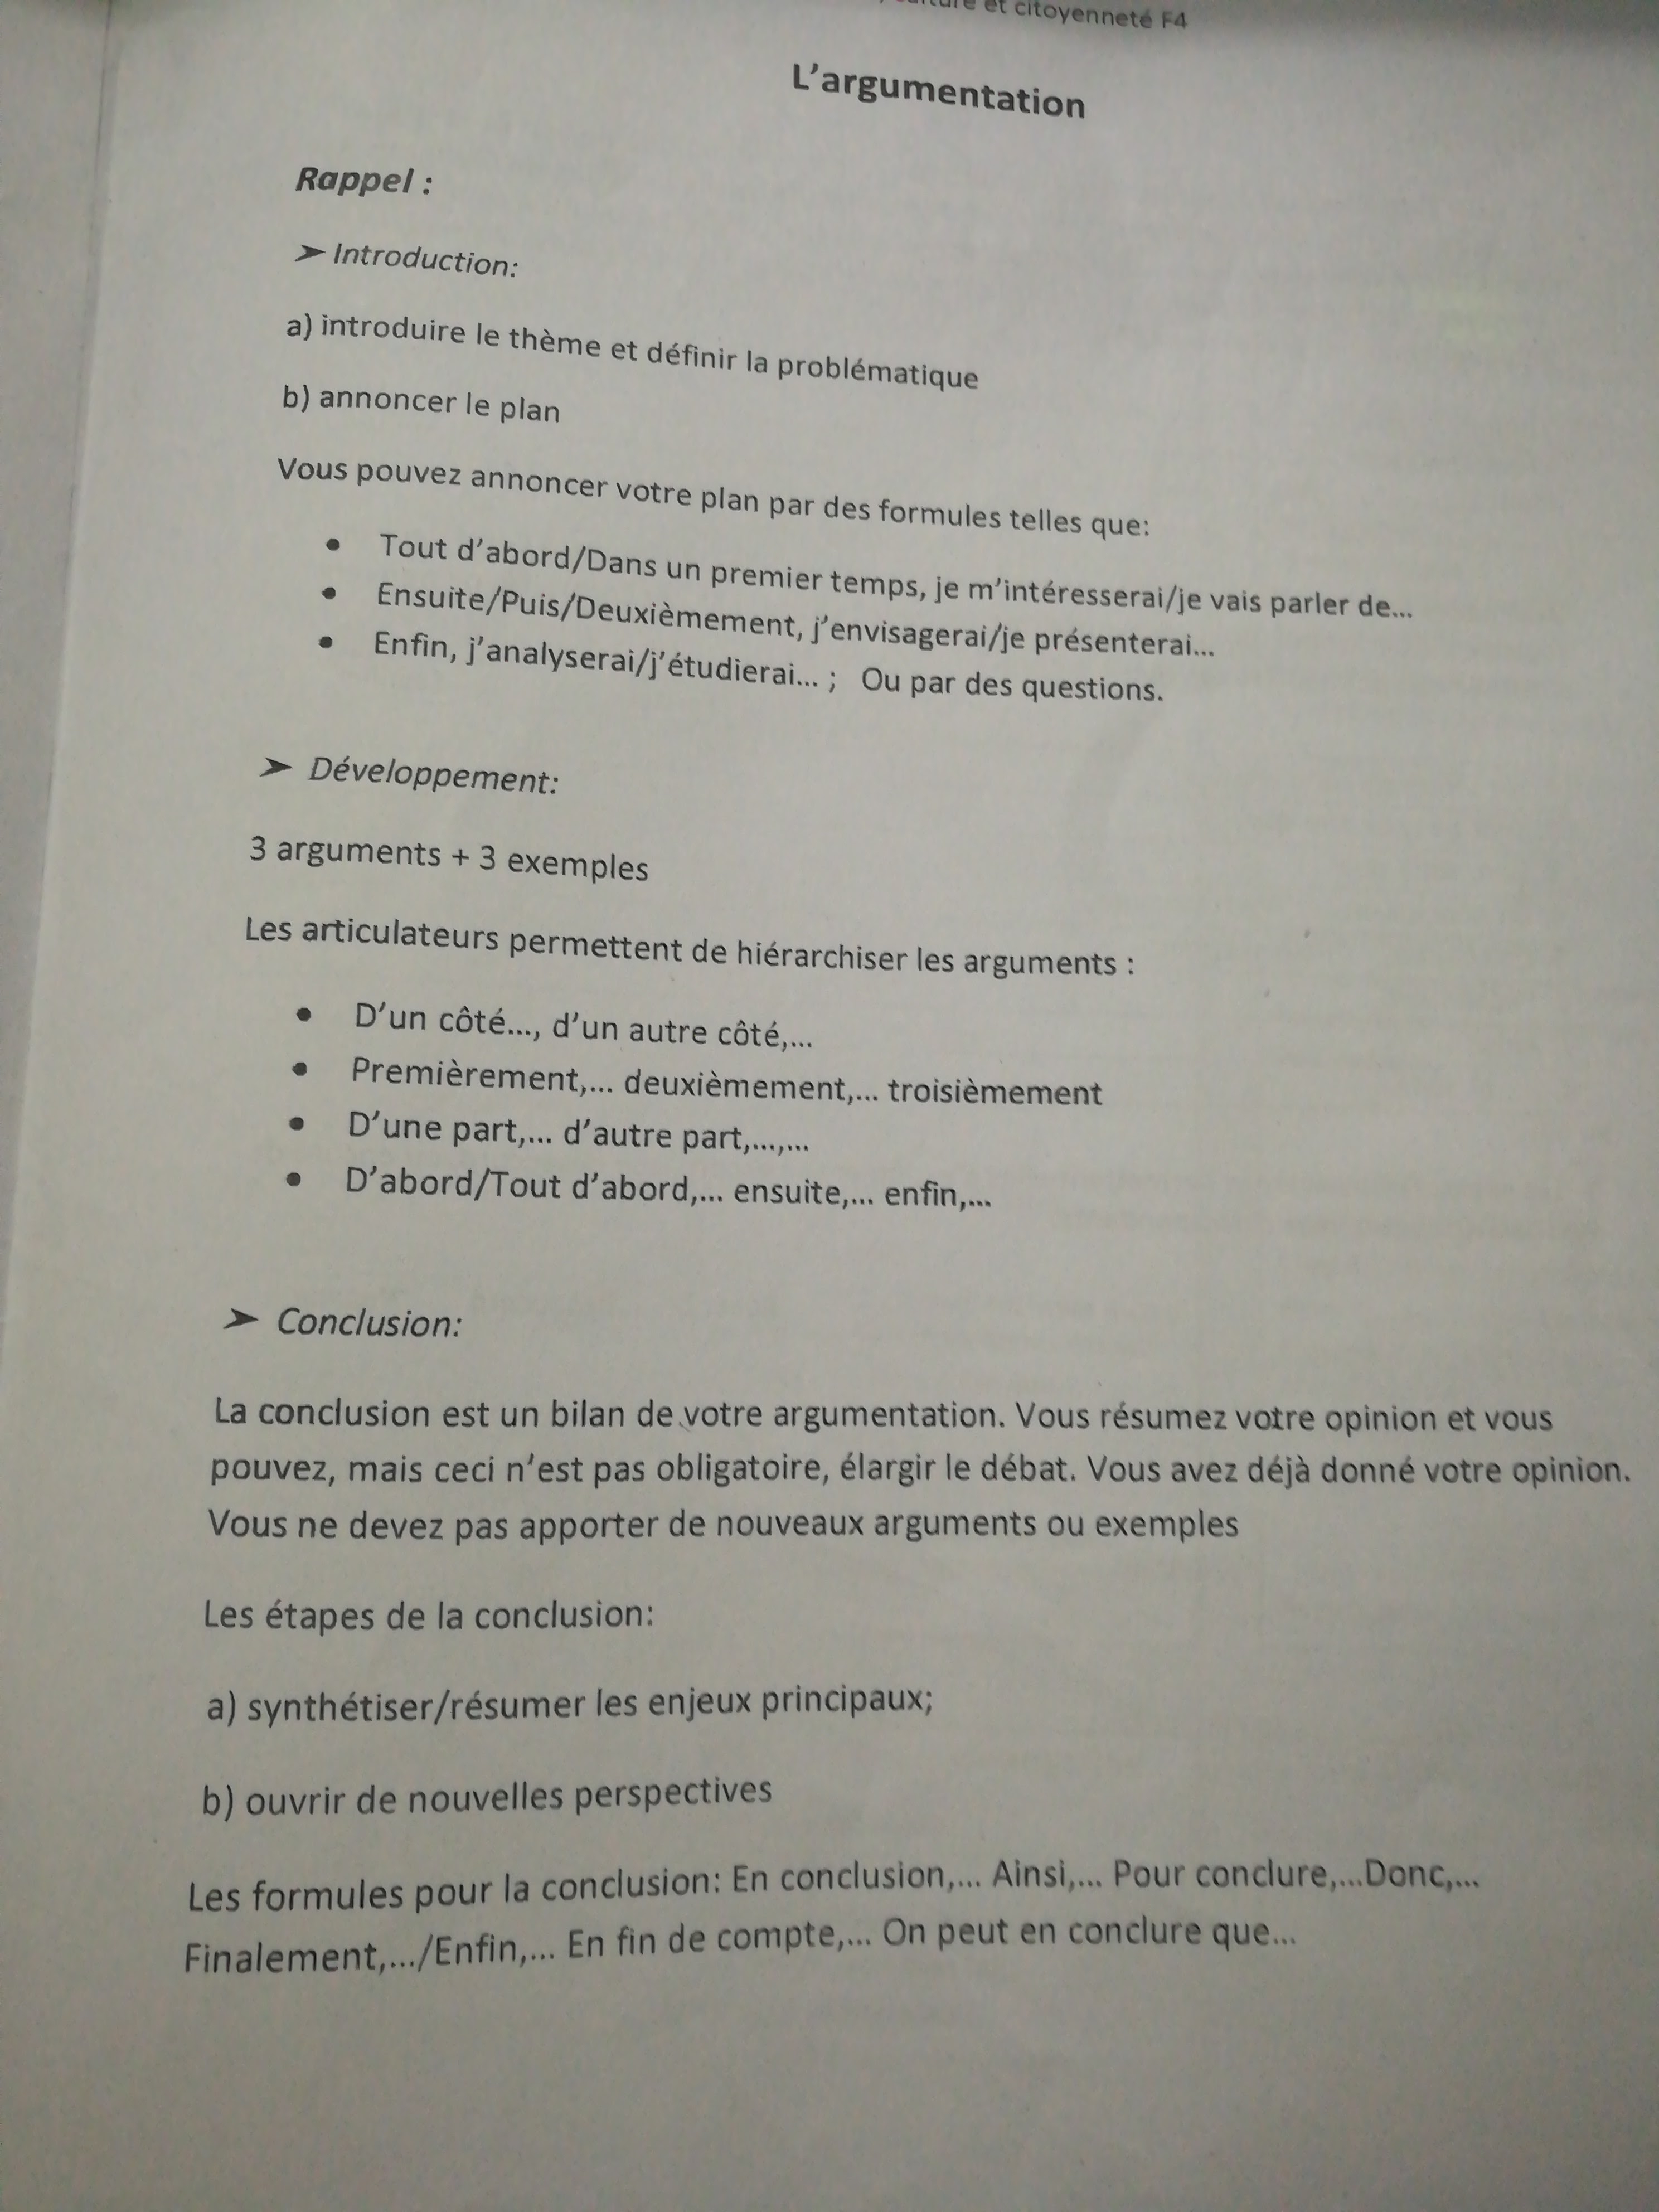 et citoyenneté F4
L'argumentation
Rappel :
➤ Introduction:
a) introduire le thème et définir la problématique
b) annoncer le plan
Vous pouvez annoncer votre plan par des formules telles que:
• Tout d'abord/Dans un premier temps, je m'intéresserai/je vais parler de...
• Ensuite/Puis/Deuxièmement, j'envisagerai/je présenterai...
• Enfin, j'analyserai/j'étudierai... ; Ou par des questions.
➤ Développement:
3 arguments + 3 exemples
Les articulateurs permettent de hiérarchiser les arguments :
• D'un côté..., d'un autre côté,...
• Premièrement,... deuxièmement,... troisièmement
• D'une part,... d'autre part,...,...
• D'abord/Tout d'abord,... ensuite,... enfin,...
➤ Conclusion:
La conclusion est un bilan de votre argumentation. Vous résumez votre opinion et vous
pouvez, mais ceci n'est pas obligatoire, élargir le débat. Vous avez déjà donné votre opinion.
Vous ne devez pas apporter de nouveaux arguments ou exemples
Les étapes de la conclusion:
a) synthétiser/résumer les enjeux principaux;
b) ouvrir de nouvelles perspectives
Les formules pour la conclusion: En conclusion,... Ainsi,... Pour conclure,...Donc,...
Finalement,.../Enfin,... En fin de compte,... On peut en conclure que...